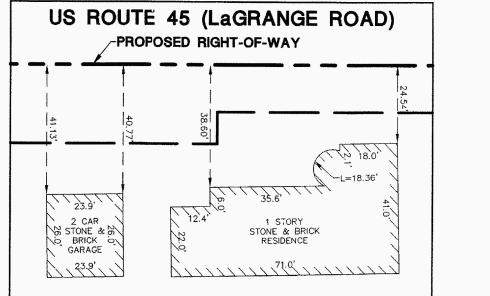 US ROUTE 45 (LaGRANGE ROAD)
PROPOSED RIGHT-OF-WAY
41.13'
40.77'
38.60'
24.54'
2.1'
18.0'
L=18.36'
23.9'
6.0'
35.6'
41.0'
12.4'
26.0'
2 CAR
STONE &
BRICK
GARAGE
26.0'
22.0'
1 STORY
STONE & BRICK
RESIDENCE
23.9'
71.0'